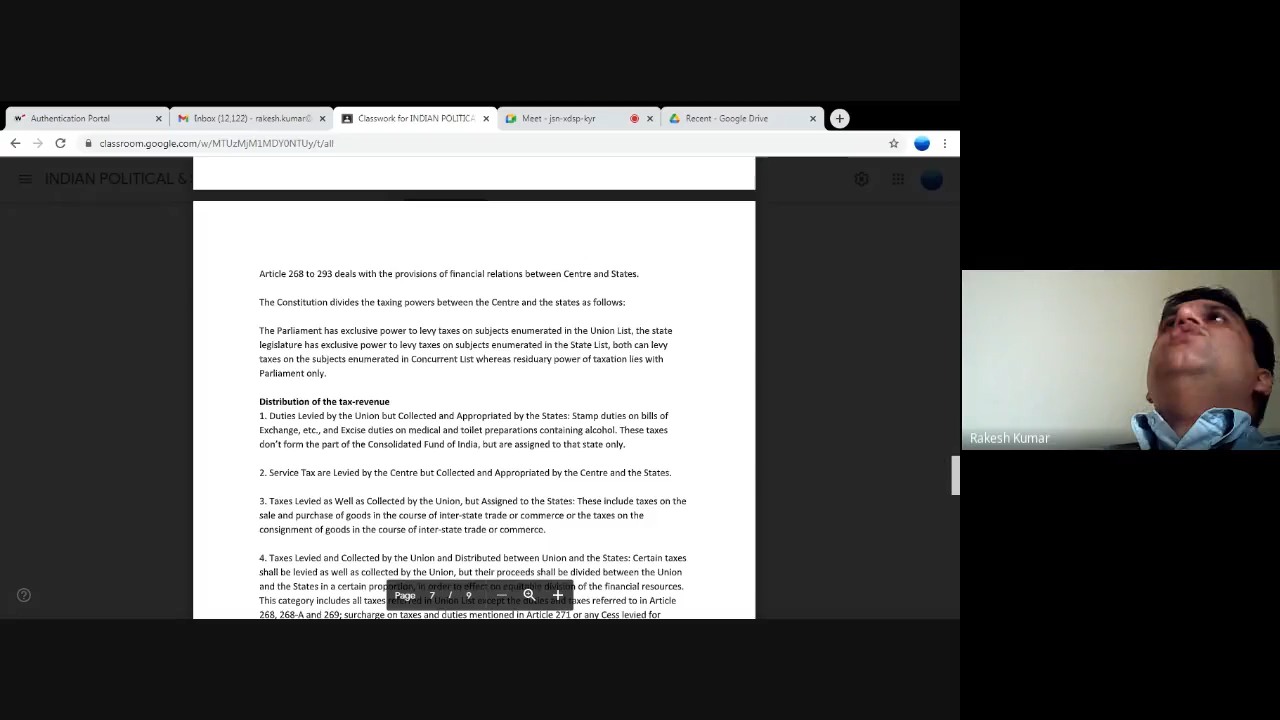 Authentication Portal
Inbox (12,122) - rakesh.kumar@
Classwork for INDIAN POLITICA
Meet - jsn-xdsp-kyr
Recent - Google Drive
classroom.google.com/w/MTUzMjM1MDY0NTUy/t/all
INDIAN POLITICAL &
Article 268 to 293 deals with the provisions of financial relations between Centre and States.
The Constitution divides the taxing powers between the Centre and the states as follows:
The Parliament has exclusive power to levy taxes on subjects enumerated in the Union List, the state
legislature has exclusive power to levy taxes on subjects enumerated in the State List, both can levy
taxes on the subjects enumerated in Concurrent List whereas residuary power of taxation lies with
Parliament only.
Distribution of the tax-revenue
1. Duties Levied by the Union but Collected and Appropriated by the States: Stamp duties on bills of
Exchange, etc., and Excise duties on medical and toilet preparations containing alcohol. These taxes
don't form the part of the Consolidated Fund of India, but are assigned to that state only.
2. Service Tax are Levied by the Centre but Collected and Appropriated by the Centre and the States.
3. Taxes Levied as Well as Collected by the Union, but Assigned to the States: These include taxes on the
sale and purchase of goods in the course of inter-state trade or commerce or the taxes on the
consignment of goods in the course of inter-state trade or commerce.
4. Taxes Levied and Collected by the Union and Distributed between Union and the States: Certain taxes
shall be levied as well as collected by the Union, but their proceeds shall be divided between the Union
and the States in a certain proportion, in order to effect on equitable division of the financial resources.
This category includes all taxes referred in Union List except the duties and taxes referred to in Article
268, 268-A and 269; surcharge on taxes and duties mentioned in Article 271 or any Cess levied for
Page 7 / 9
Rakesh Kumar